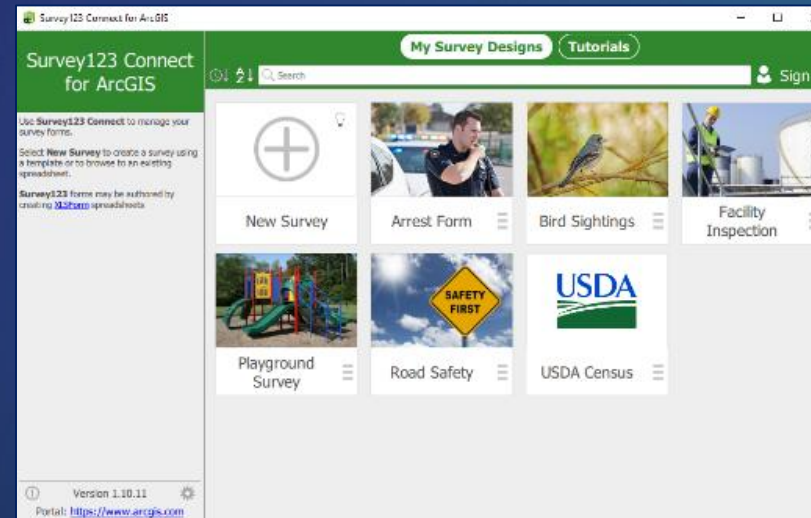 Survey123 Connect for ArcGIS
Survey123 Connect
for ArcGIS
My Survey Designs
Tutorials
Search
Sign
Use Survey123 Connect to manage your
survey forms.
Select New Survey to create a survey using
a template or to browse to an existing
spreadsheet.
Survey123 forms may be authored by
creating XLSForm spreadsheets
New Survey
Arrest Form
Bird Sightings
Facility
Inspection
SAFETY
FIRST
USDA
Playground
Survey
Road Safety
USDA Census
Version 1.10.11
Portal: https://www.arcgis.com